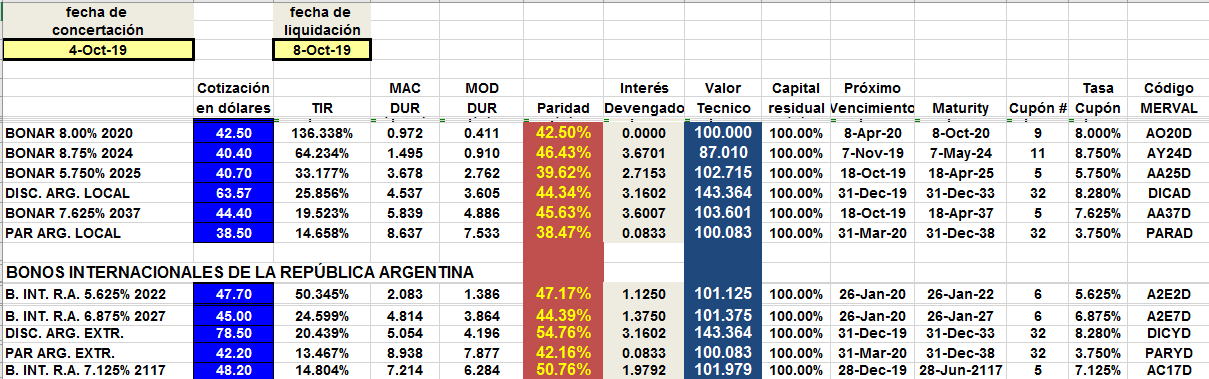 fecha de fecha de
concertación liquidación
4-Oct-19 8-Oct-19
Cotización MAC MOD Interés Valor Capital Próximo Tasa Código
en dólares TIR DUR DUR Paridad Devengado Tecnico residual Vencimiento Maturity Cupón # Cupón MERVAL
BONAR 8.00% 2020 42.50 136.338% 0.972 0.411 42.50% 0.0000 100.000 100.00% 8-Apr-20 8-Oct-20 9 8.000% AO20D
BONAR 8.75% 2024 40.40 64.234% 1.495 0.910 46.43% 3.6701 87.010 100.00% 7-Nov-19 7-May-24 11 8.750% AY24D
BONAR 5.750% 2025 40.70 33.177% 3.678 2.762 39.62% 2.7153 102.715 100.00% 18-Oct-19 18-Apr-25 5 5.750% AA25D
DISC. ARG. LOCAL 63.57 25.856% 4.537 3.605 44.34% 3.1602 143.364 100.00% 31-Dec-19 31-Dec-33 32 8.280% DICAD
BONAR 7.625% 2037 44.40 19.523% 5.839 4.886 45.63% 3.6007 103.601 100.00% 18-Oct-19 18-Apr-37 5 7.625% AA37D
PAR ARG. LOCAL 38.50 14.658% 8.637 7.533 38.47% 0.0833 100.083 100.00% 31-Mar-20 31-Dec-38 32 3.750% PARAD
BONOS INTERNACIONALES DE LA REPÚBLICA ARGENTINA
B. INT. R.A. 5.625% 2022 47.70 50.345% 2.083 1.386 47.17% 1.1250 101.125 100.00% 26-Jan-20 26-Jan-22 6 5.625% A2E2D
B. INT. R.A. 6.875% 2027 45.00 24.599% 4.814 3.864 44.39% 1.3750 101.375 100.00% 26-Jan-20 26-Jan-27 6 6.875% A2E7D
DISC. ARG. EXTR. 78.50 20.439% 5.054 4.196 54.76% 3.1602 143.364 100.00% 31-Dec-19 31-Dec-33 32 8.280% DICYD
PAR ARG. EXTR. 42.20 13.467% 8.938 7.877 42.16% 0.0833 100.083 100.00% 31-Mar-20 31-Dec-38 32 3.750% PARYD
B. INT. R.A. 7.125% 2117 48.20 14.804% 7.214 6.284 50.76% 1.9792 101.979 100.00% 28-Dec-19 28-Jun-2117 5 7.125% AC17D